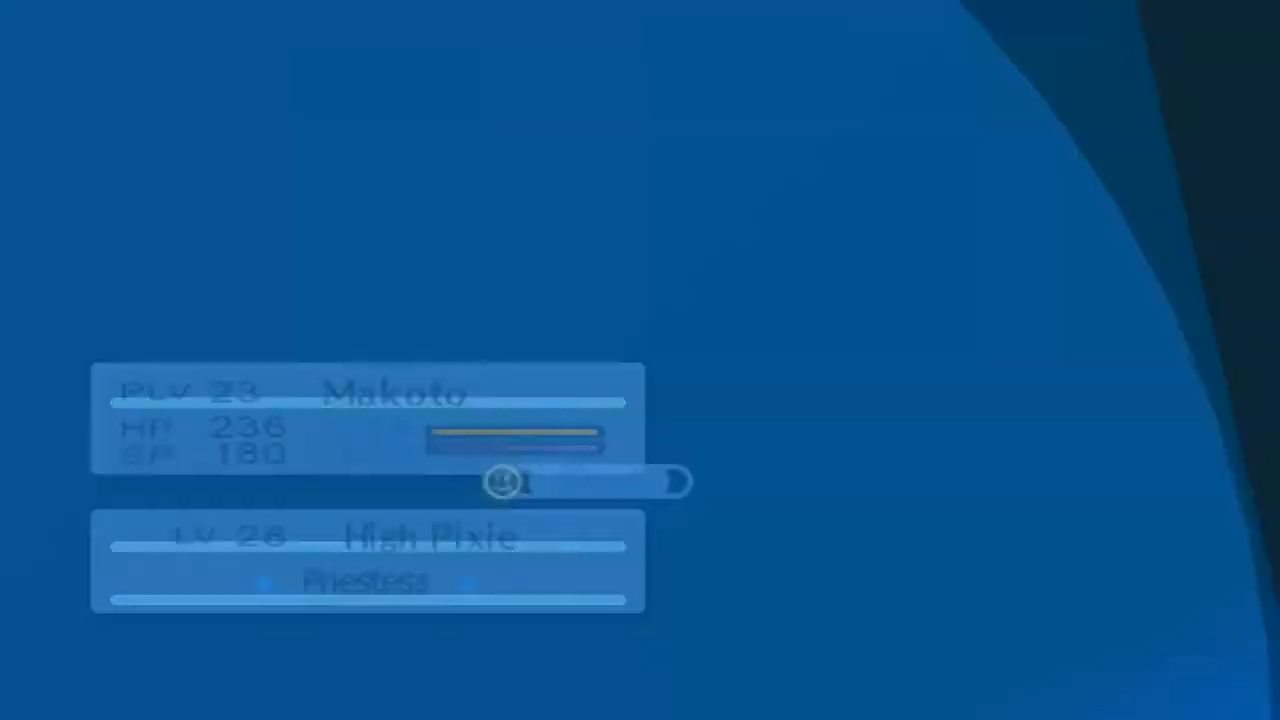 PLV 23 Makoto
HP 236
SP 180
LV 26 High Pixie
Priestess